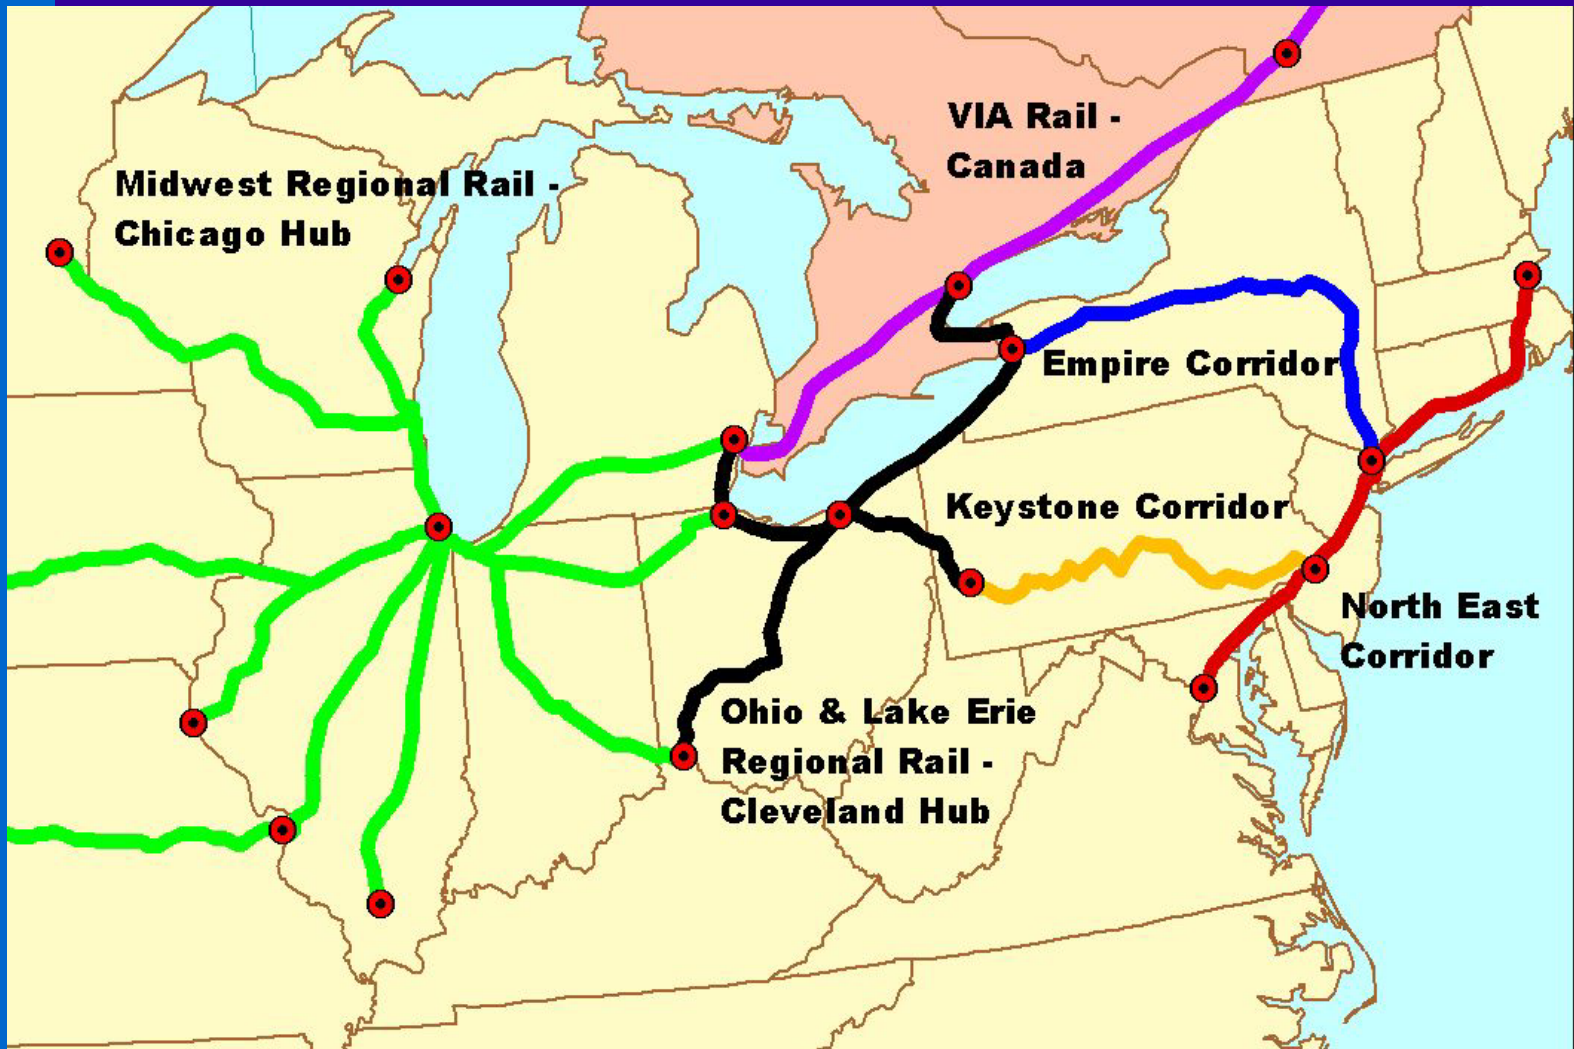 VIA Rail -
Canada
Midwest Regional Rail -
Chicago Hub
Empire Corridor
Keystone Corridor
North East
Corridor
Ohio & Lake Erie
Regional Rail -
Cleveland Hub